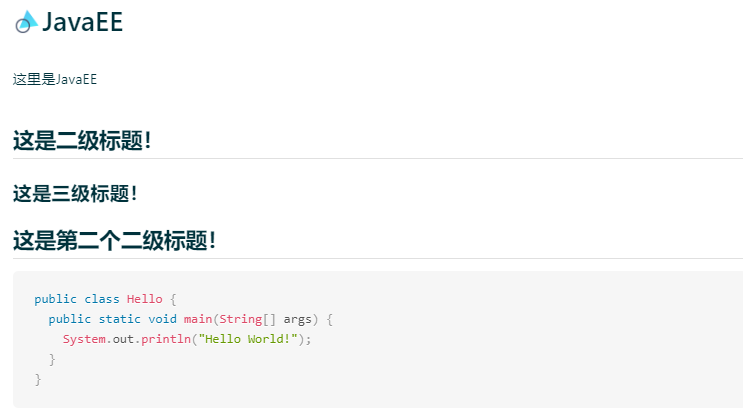 JavaEE
这里是JavaEE
这是二级标题！
这是三级标题！
这是第二个二级标题！
public class Hello {
  public static void main(String[] args) {
    System.out.println("Hello World!");
  }
}